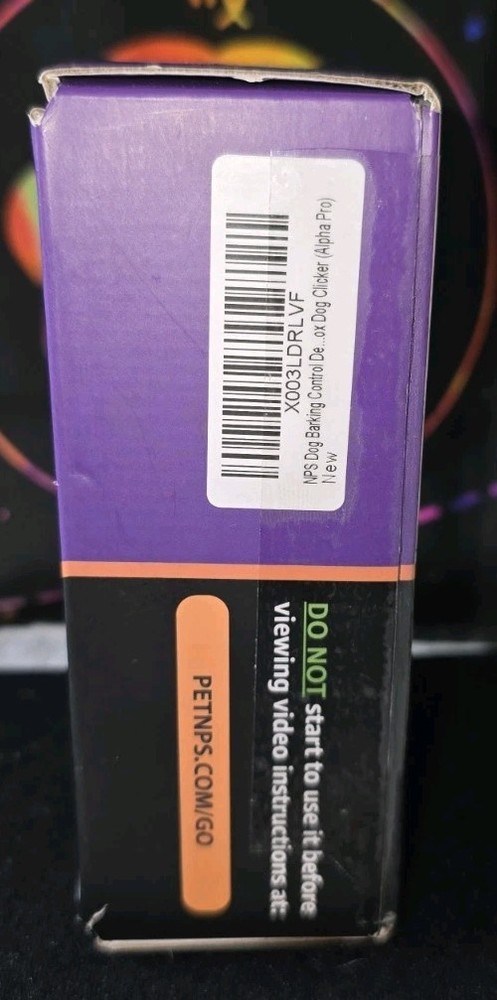 X003LDRLVF
NPS Dog Barking Control De...ox Dog Clicker (Alpha Pro)
New
DO NOT start to use it before
viewing video instructions at:
PETNPS.COM/GO